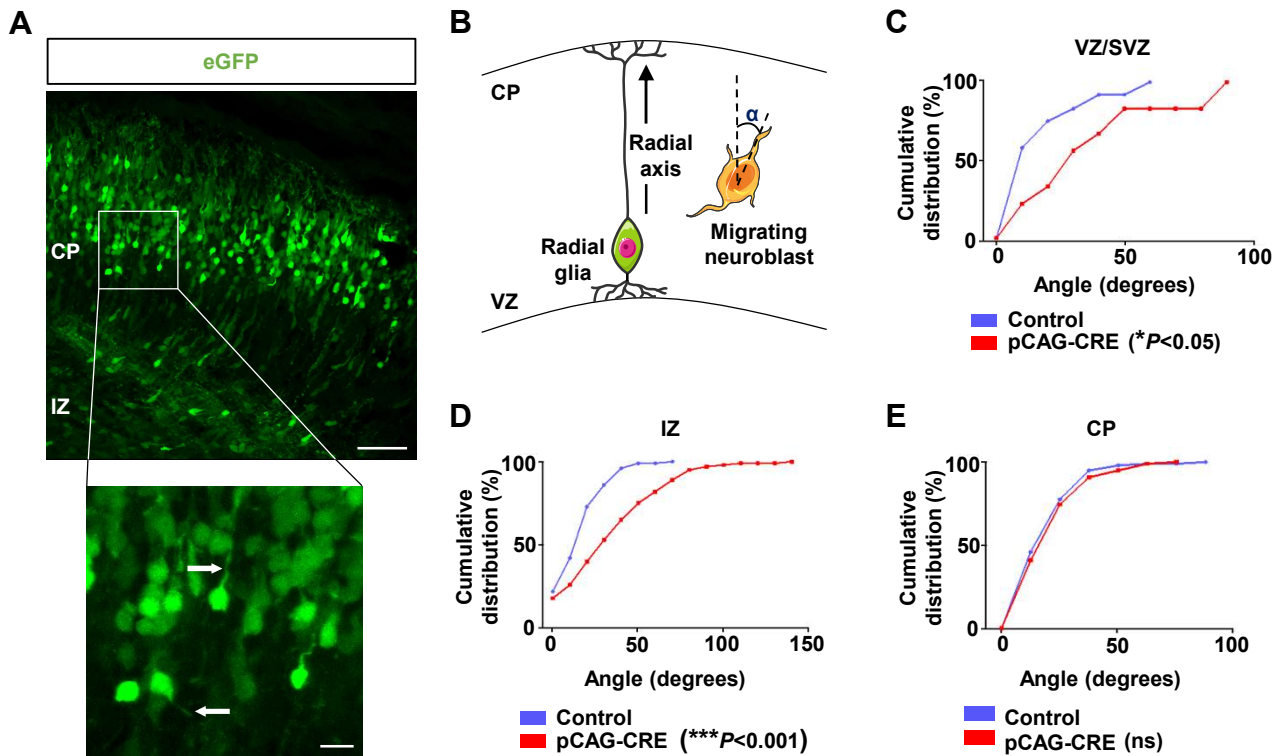 A
eGFP
CP
IZ
B
CP
Radial
axis
α
Radial
glia
Migrating
neuroblast
VZ
C
VZ/SVZ
Cumulative
distribution (%)
100
50
0
0
50
100
Angle (degrees)
Control
pCAG-CRE (*P<0.05)
D
IZ
Cumulative
distribution (%)
100
50
0
0
50
100
150
Angle (degrees)
Control
pCAG-CRE (***P<0.001)
E
CP
Cumulative
distribution (%)
100
50
0
0
50
100
Angle (degrees)
Control
pCAG-CRE (ns)